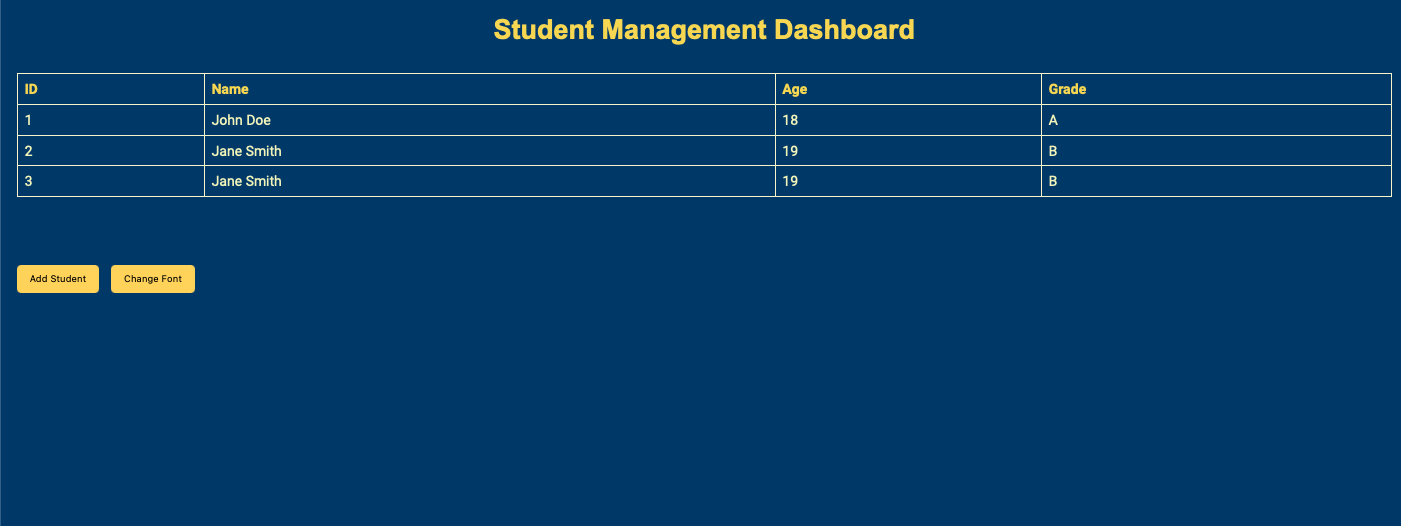 Student Management Dashboard
ID Name Age Grade
1 John Doe 18 A
2 Jane Smith 19 B
3 Jane Smith 19 B
Add Student Change Font